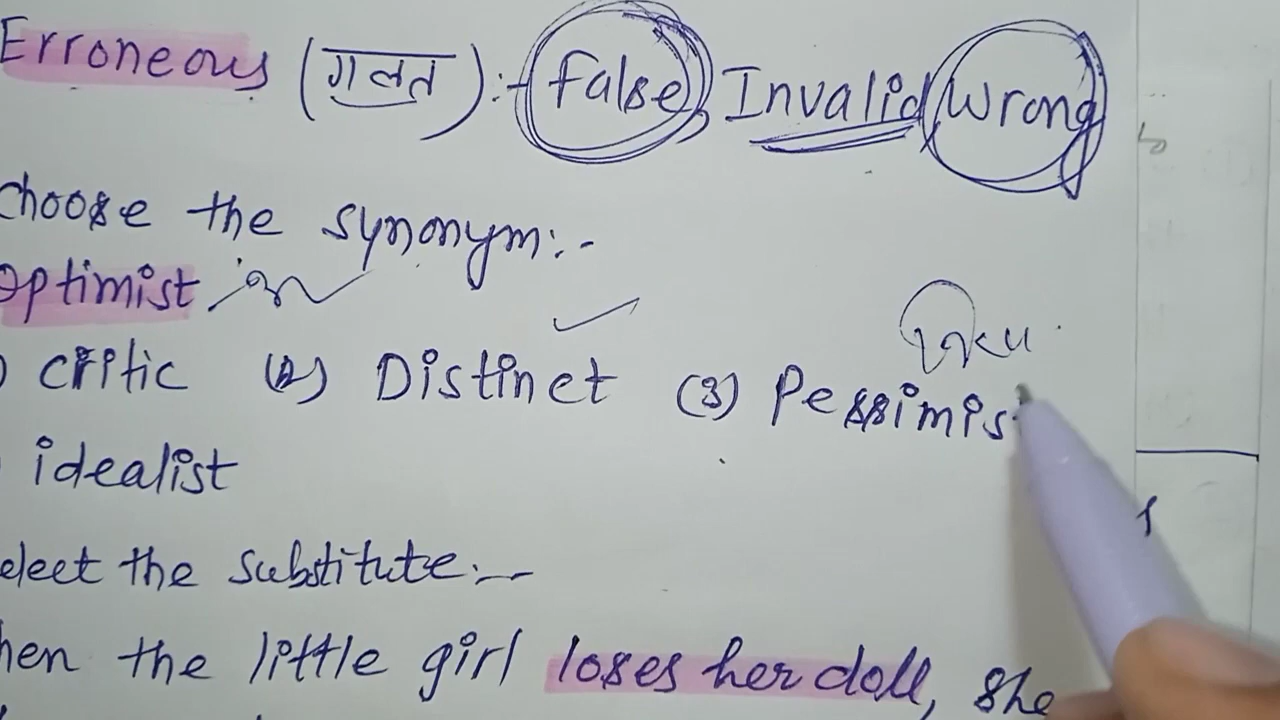 Erroneous (गलत) :- false, Invalid, Wrong
Choose the synonym:-
Optimist
critic (2) Distinct (3) Pessimis
idealist
elect the substitute:-
hen the little girl loses her doll, she